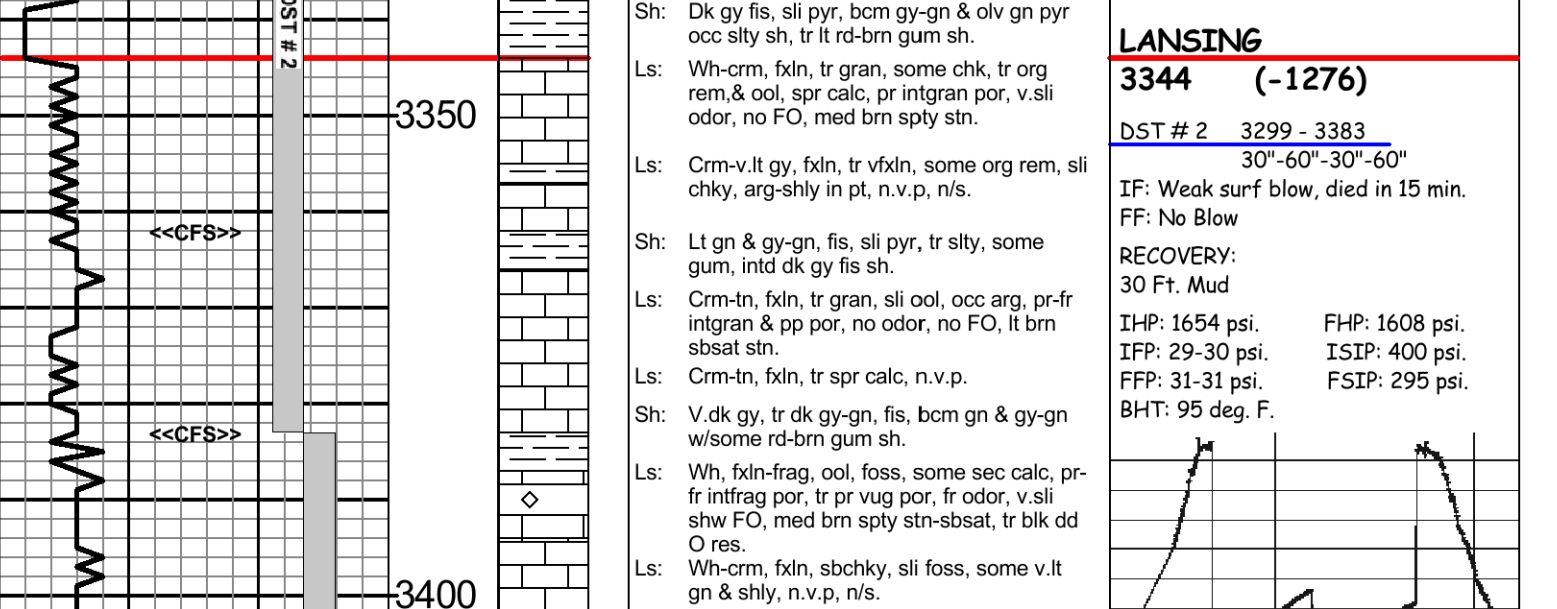 DST # 2
<<CFS>>
<<CFS>>
3350
3400
Sh: Dk gy fis, sli pyr, bcm gy-gn & olv gn pyr
occ slty sh, tr lt rd-brn gum sh.
Ls: Wh-crm, fxln, tr gran, some chk, tr org
rem,& ool, spr calc, pr intgran por, v.sli
odor, no FO, med brn spty stn.
Ls: Crm-v.lt gy, fxln, tr vfxln, some org rem, sli
chky, arg-shly in pt, n.v.p, n/s.
Sh: Lt gn & gy-gn, fis, sli pyr, tr slty, some
gum, intd dk gy fis sh.
Ls: Crm-tn, fxln, tr gran, sli ool, occ arg, pr-fr
intgran & pp por, no odor, no FO, lt brn
sbsat stn.
Ls: Crm-tn, fxln, tr spr calc, n.v.p.
Sh: V.dk gy, tr dk gy-gn, fis, bcm gn & gy-gn
w/some rd-brn gum sh.
Ls: Wh, fxln-frag, ool, foss, some sec calc, pr-
fr intfrag por, tr pr vug por, fr odor, v.sli
shw FO, med brn spty stn-sbsat, tr blk dd
O res.
Ls: Wh-crm, fxln, sbchky, sli foss, some v.lt
gn & shly, n.v.p, n/s.
LANSING
3344 (-1276)
DST # 2 3299 - 3383
30"-60"-30"-60"
IF: Weak surf blow, died in 15 min.
FF: No Blow
RECOVERY:
30 Ft. Mud
IHP: 1654 psi. FHP: 1608 psi.
IFP: 29-30 psi. ISIP: 400 psi.
FFP: 31-31 psi. FSIP: 295 psi.
BHT: 95 deg. F.